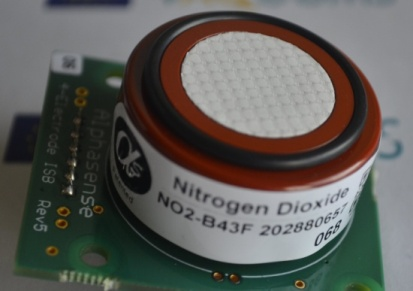 Alphasense
4-Electrode ISB . Rev5
Nitrogen Dioxide
NO2-B43F 202880657
068